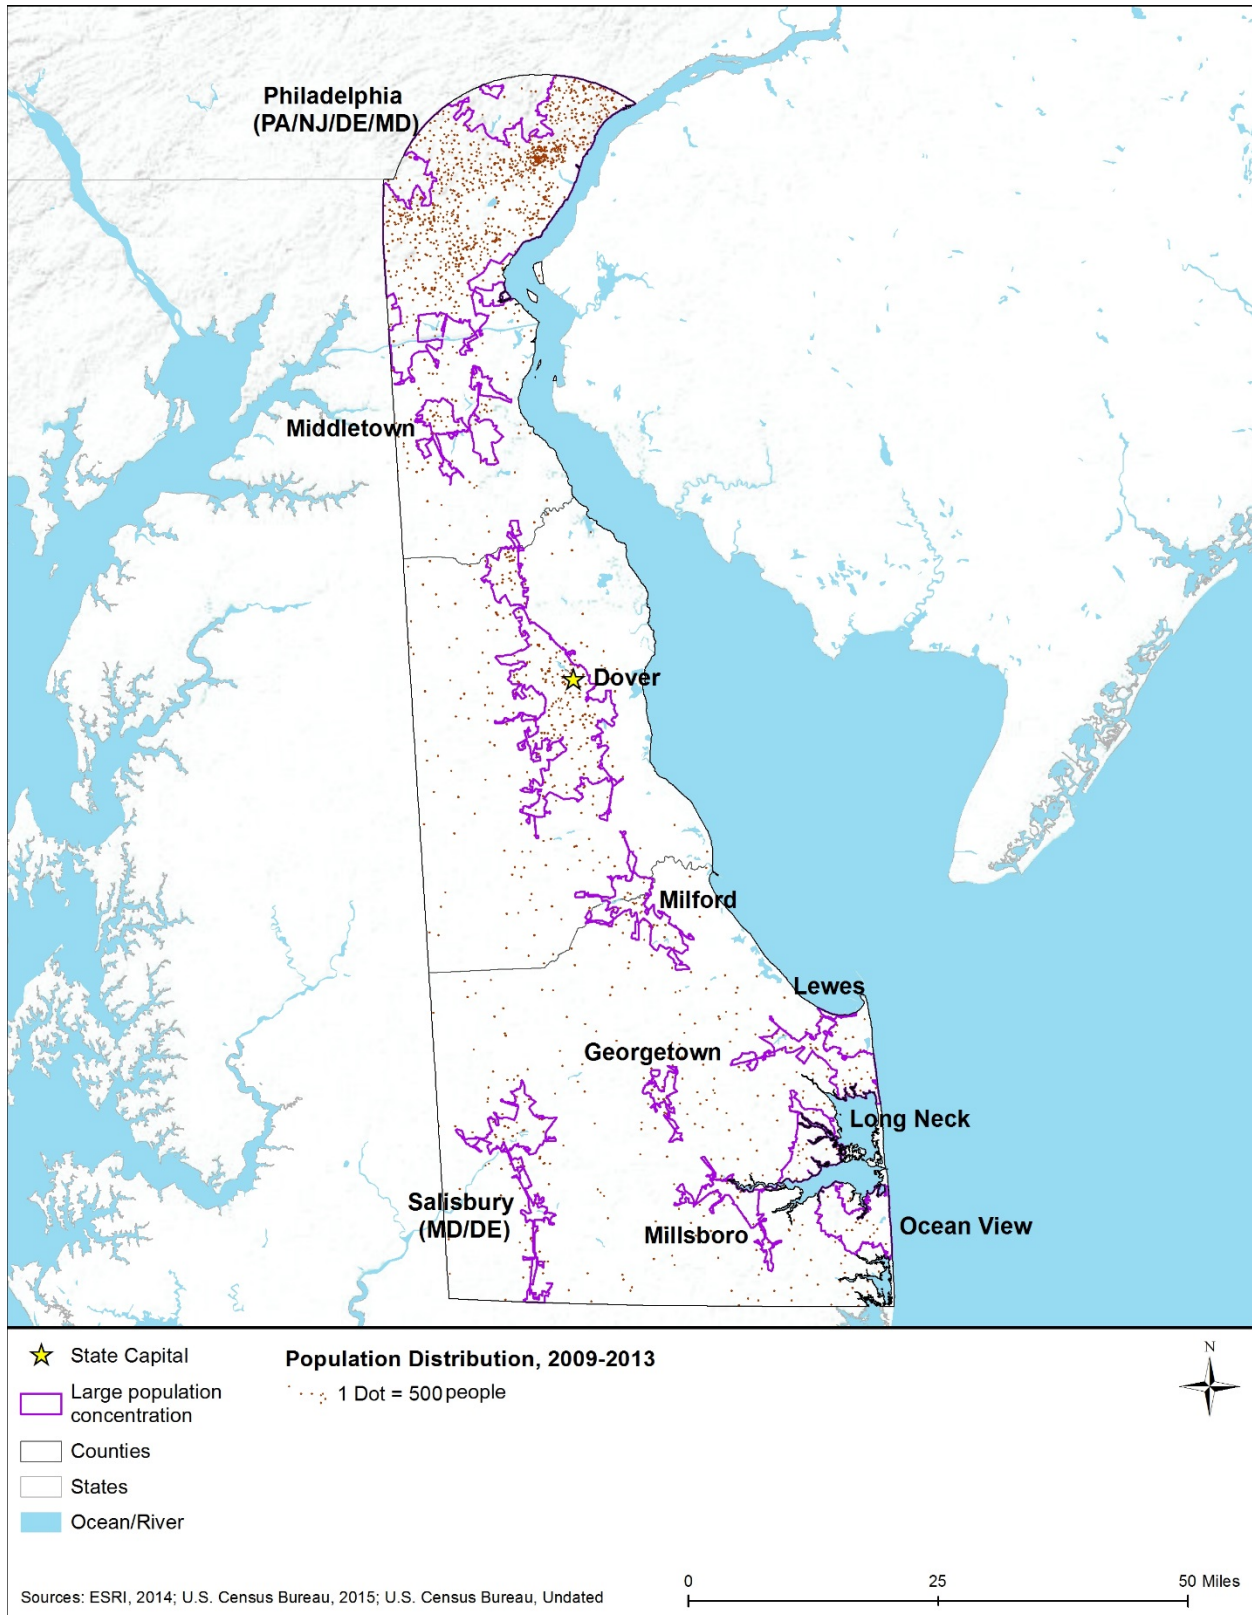 Philadelphia
(PA/NJ/DE/MD)
Middletown
Dover
Milford
Lewes
Georgetown
Long Neck
Salisbury
(MD/DE)
Millsboro
Ocean View
State Capital
Large population
concentration
Counties
States
Ocean/River
Population Distribution, 2009-2013
1 Dot = 500 people
N
Sources: ESRI, 2014; U.S. Census Bureau, 2015; U.S. Census Bureau, Undated
0 25 50 Miles